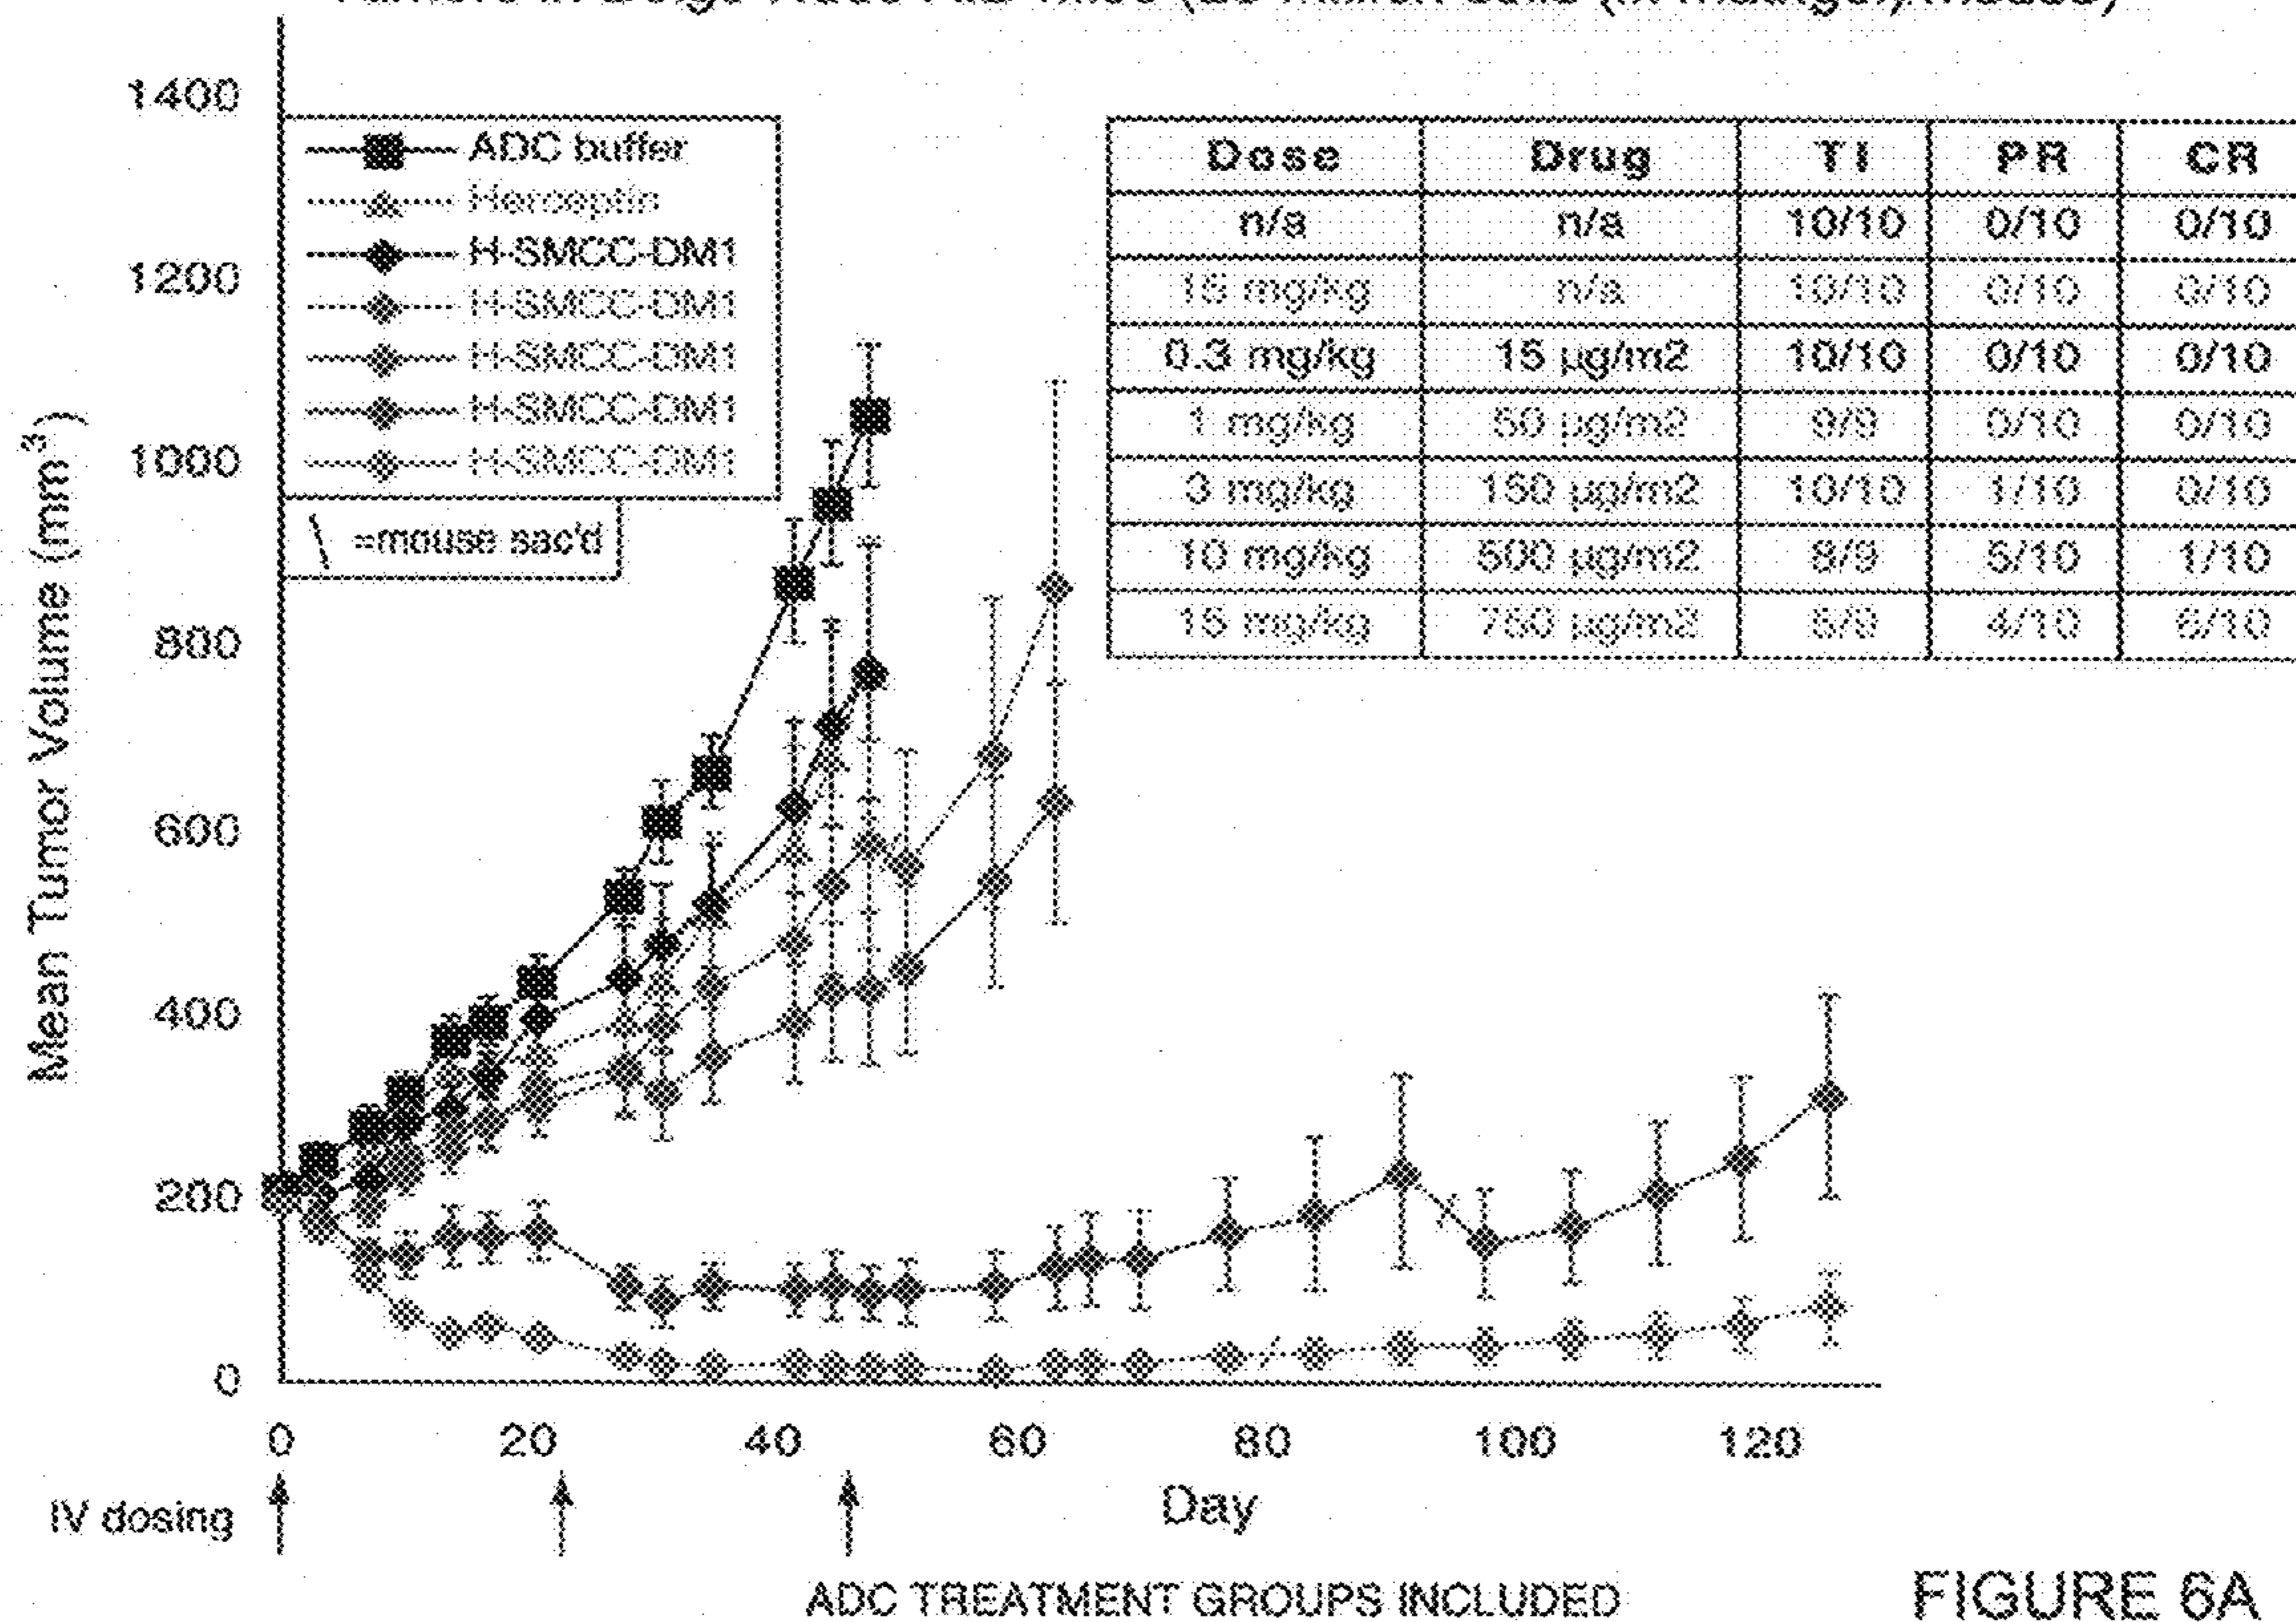 1400
1200
1000
800
600
400
200
0
Mean Tumor Volume (mm³)
ADC buffer
Herceptin
H-SMCC-DM1
H-SMCC-DM1
H-SMCC-DM1
H-SMCC-DM1
H-SMCC-DM1
\ =mouse sac'd
Dose Drug TI PR CR
n/a n/a 10/10 0/10 0/10
15 mg/kg n/a 10/10 0/10 0/10
0.3 mg/kg 15 µg/m2 10/10 0/10 0/10
1 mg/kg 50 µg/m2 9/9 0/10 0/10
3 mg/kg 150 µg/m2 10/10 1/10 0/10
10 mg/kg 500 µg/m2 8/9 5/10 1/10
15 mg/kg 750 µg/m2 4/10 6/10
0 20 40 60 80 100 120
IV dosing
Day
ADC TREATMENT GROUPS INCLUDED
FIGURE 6A